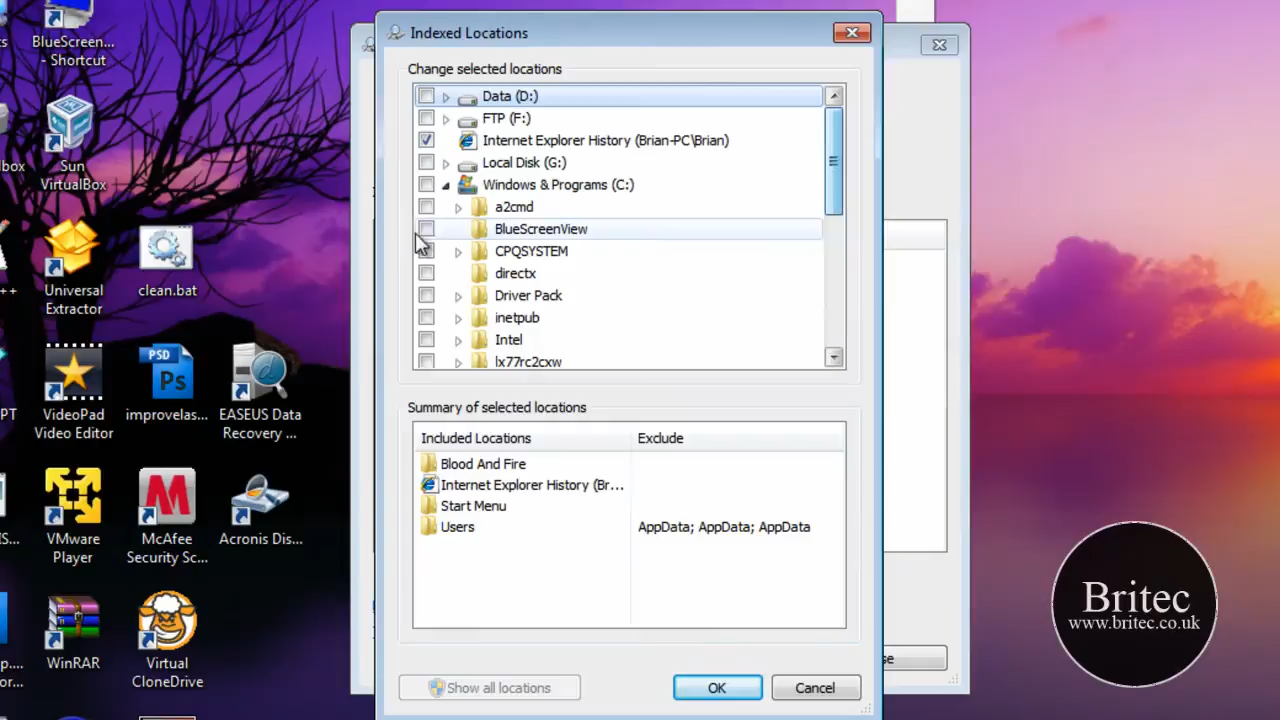 BlueScreen...
- Shortcut
Sun
VirtualBox
box
Universal
Extractor
++
clean.bat
PT
VideoPad
Video Editor
improvelas...
EASEUS Data
Recovery ...
VMware
Player
McAfee
Security Sc...
Acronis Dis...
WinRAR
Virtual
CloneDrive
Indexed Locations
Change selected locations
Data (D:)
FTP (F:)
Internet Explorer History (Brian-PC\Brian)
Local Disk (G:)
Windows & Programs (C:)
a2cmd
BlueScreenView
CPQSYSTEM
directx
Driver Pack
inetpub
Intel
lx77rc2cxw
Summary of selected locations
Included Locations Exclude
Blood And Fire
Internet Explorer History (Br...
Start Menu
Users AppData; AppData; AppData
Show all locations
OK
Cancel
PSD
Ps
Britec
www.britec.co.uk